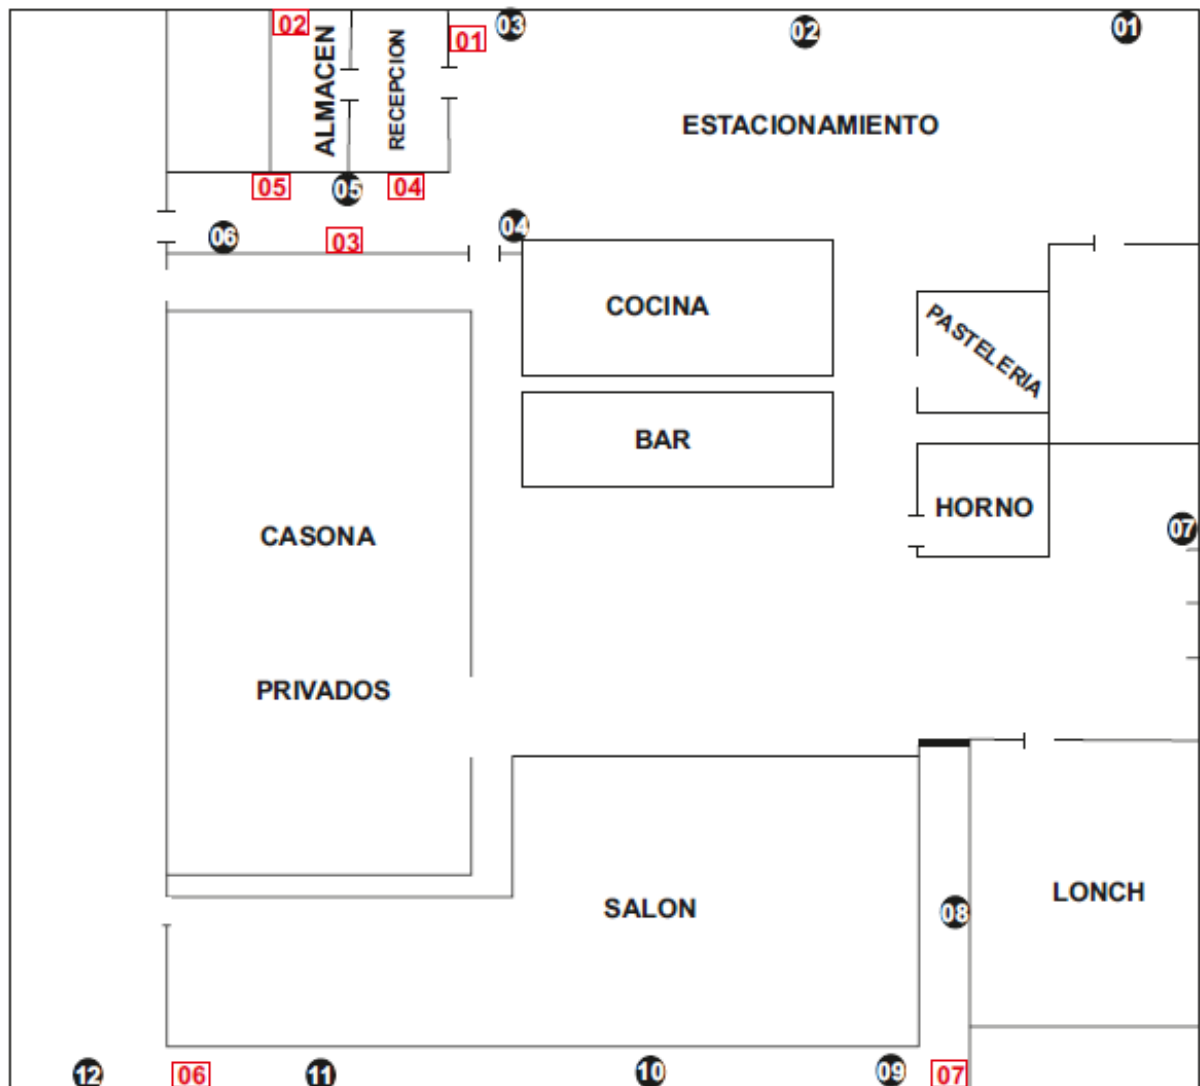 02
03
02
01
01
ALMACEN
RECEPCION
ESTACIONAMIENTO
05
05
04
06
03
04
COCINA
PASTELERIA
BAR
HORNO
07
CASONA
PRIVADOS
SALON
LONCH
08
12
06
11
10
09
07